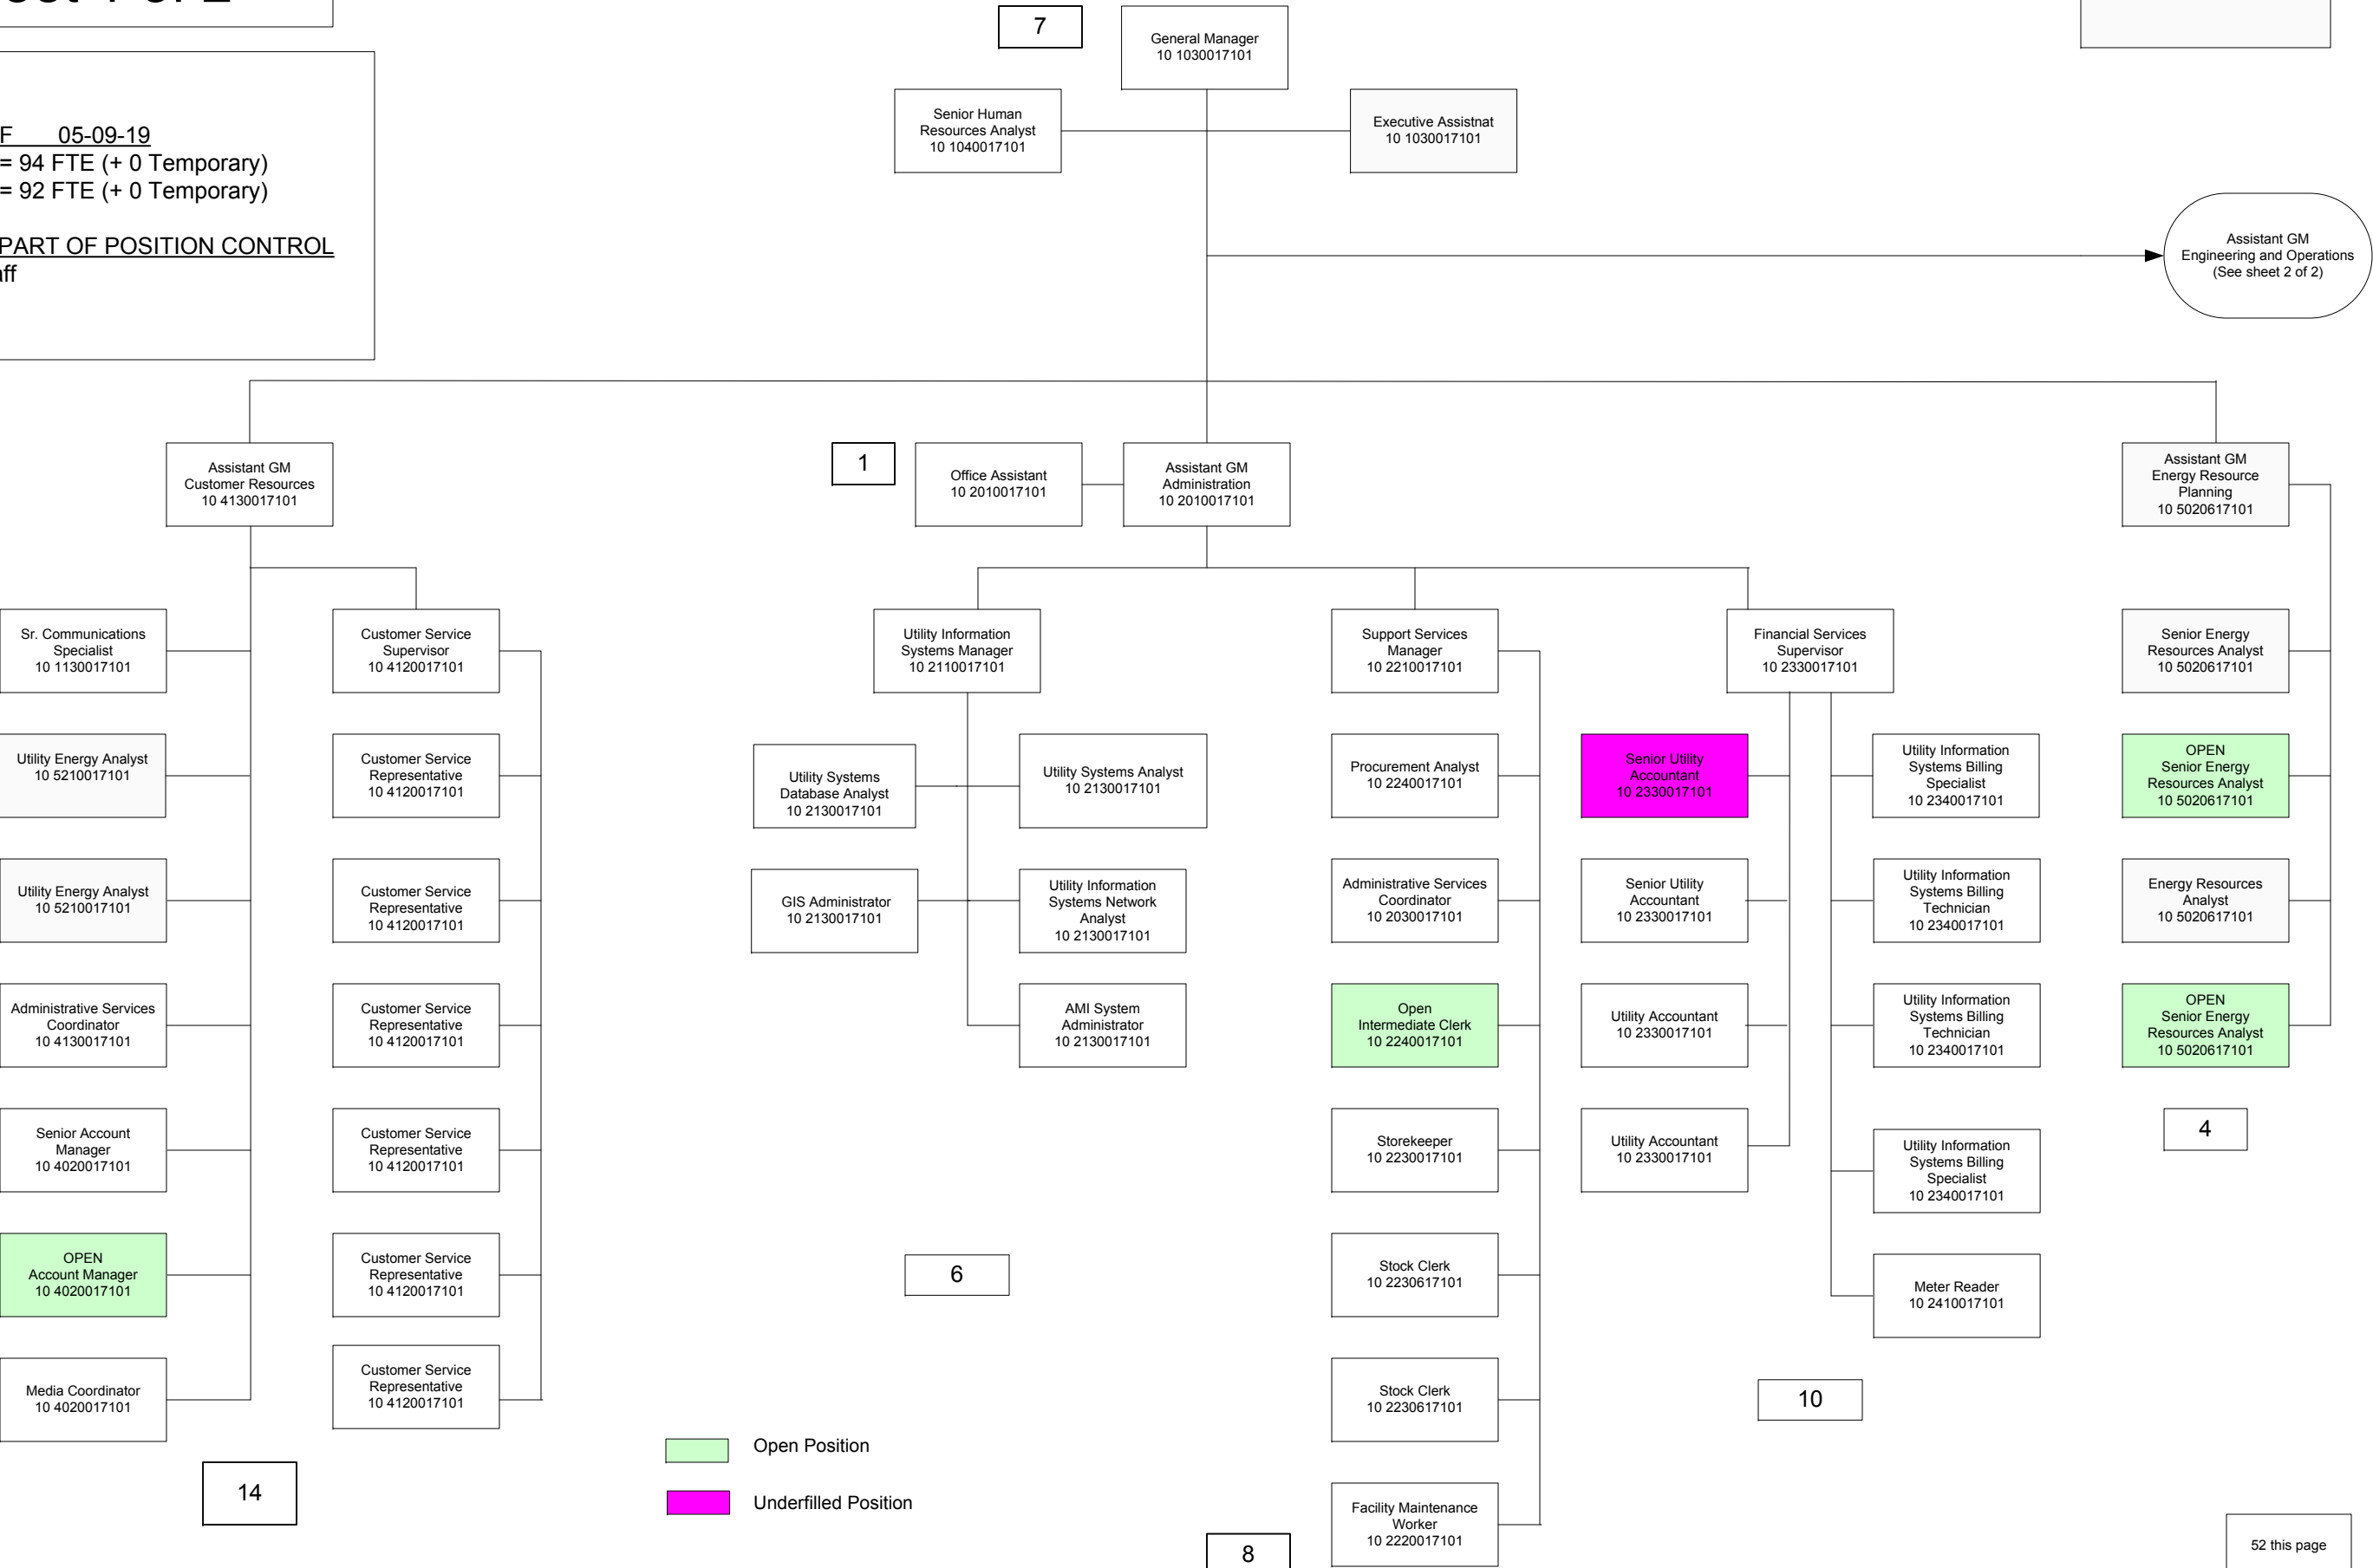 7
General Manager
10 1030017101
Senior Human
Resources Analyst
10 1040017101
Executive Assistnat
10 1030017101
F 05-09-19
= 94 FTE (+ 0 Temporary)
= 92 FTE (+ 0 Temporary)
PART OF POSITION CONTROL
Assistant GM
Engineering and Operations
(See sheet 2 of 2)
Assistant GM
Customer Resources
10 4130017101
1
Office Assistant
10 2010017101
Assistant GM
Administration
10 2010017101
Assistant GM
Energy Resource
Planning
10 5020617101
Sr. Communications
Specialist
10 1130017101
Utility Energy Analyst
10 5210017101
Utility Energy Analyst
10 5210017101
Administrative Services
Coordinator
10 4130017101
Senior Account
Manager
10 4020017101
OPEN
Account Manager
10 4020017101
Media Coordinator
10 4020017101
Customer Service
Supervisor
10 4120017101
Customer Service
Representative
10 4120017101
Customer Service
Representative
10 4120017101
Customer Service
Representative
10 4120017101
Customer Service
Representative
10 4120017101
Customer Service
Representative
10 4120017101
Customer Service
Representative
10 4120017101
14
Utility Information
Systems Manager
10 2110017101
Utility Systems
Database Analyst
10 2130017101
Utility Systems Analyst
10 2130017101
GIS Administrator
10 2130017101
Utility Information
Systems Network
Analyst
10 2130017101
AMI System
Administrator
10 2130017101
6
Support Services
Manager
10 2210017101
Procurement Analyst
10 2240017101
Administrative Services
Coordinator
10 2030017101
Open
Intermediate Clerk
10 2240017101
Storekeeper
10 2230017101
Stock Clerk
10 2230617101
Stock Clerk
10 2230617101
Facility Maintenance
Worker
10 2220017101
8
Financial Services
Supervisor
10 2330017101
Senior Utility
Accountant
10 2330017101
Senior Utility
Accountant
10 2330017101
Utility Accountant
10 2330017101
Utility Accountant
10 2330017101
Utility Information
Systems Billing
Specialist
10 2340017101
Utility Information
Systems Billing
Technician
10 2340017101
Utility Information
Systems Billing
Technician
10 2340017101
Utility Information
Systems Billing
Specialist
10 2340017101
Meter Reader
10 2410017101
10
Senior Energy
Resources Analyst
10 5020617101
OPEN
Senior Energy
Resources Analyst
10 5020617101
Energy Resources
Analyst
10 5020617101
OPEN
Senior Energy
Resources Analyst
10 5020617101
4
Open Position
Underfilled Position
52 this page